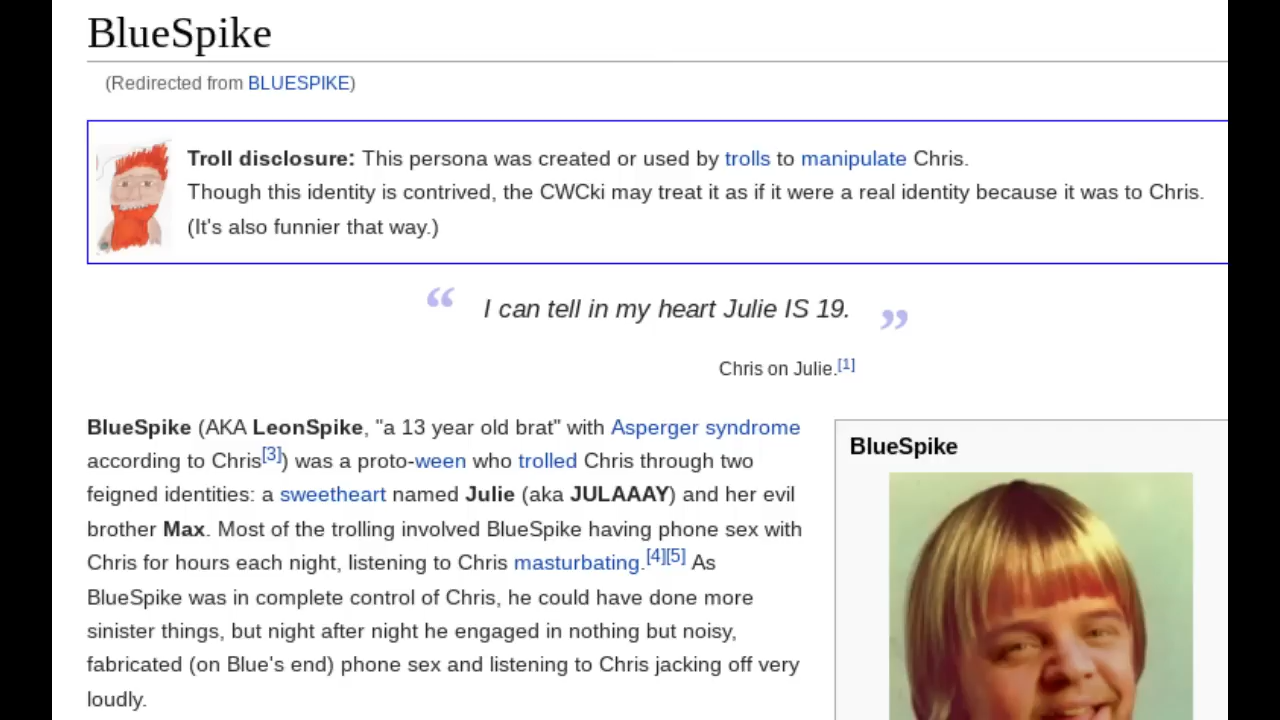 BlueSpike
(Redirected from BLUESPIKE)
Troll disclosure: This persona was created or used by trolls to manipulate Chris.
Though this identity is contrived, the CWCki may treat it as if it were a real identity because it was to Chris.
(It's also funnier that way.)
“ I can tell in my heart Julie IS 19. ”
Chris on Julie.[1]
BlueSpike (AKA LeonSpike, "a 13 year old brat" with Asperger syndrome
according to Chris[3]) was a proto-ween who trolled Chris through two
feigned identities: a sweetheart named Julie (aka JULAAAY) and her evil
brother Max. Most of the trolling involved BlueSpike having phone sex with
Chris for hours each night, listening to Chris masturbating.[4][5] As
BlueSpike was in complete control of Chris, he could have done more
sinister things, but night after night he engaged in nothing but noisy,
fabricated (on Blue's end) phone sex and listening to Chris jacking off very
loudly.
BlueSpike